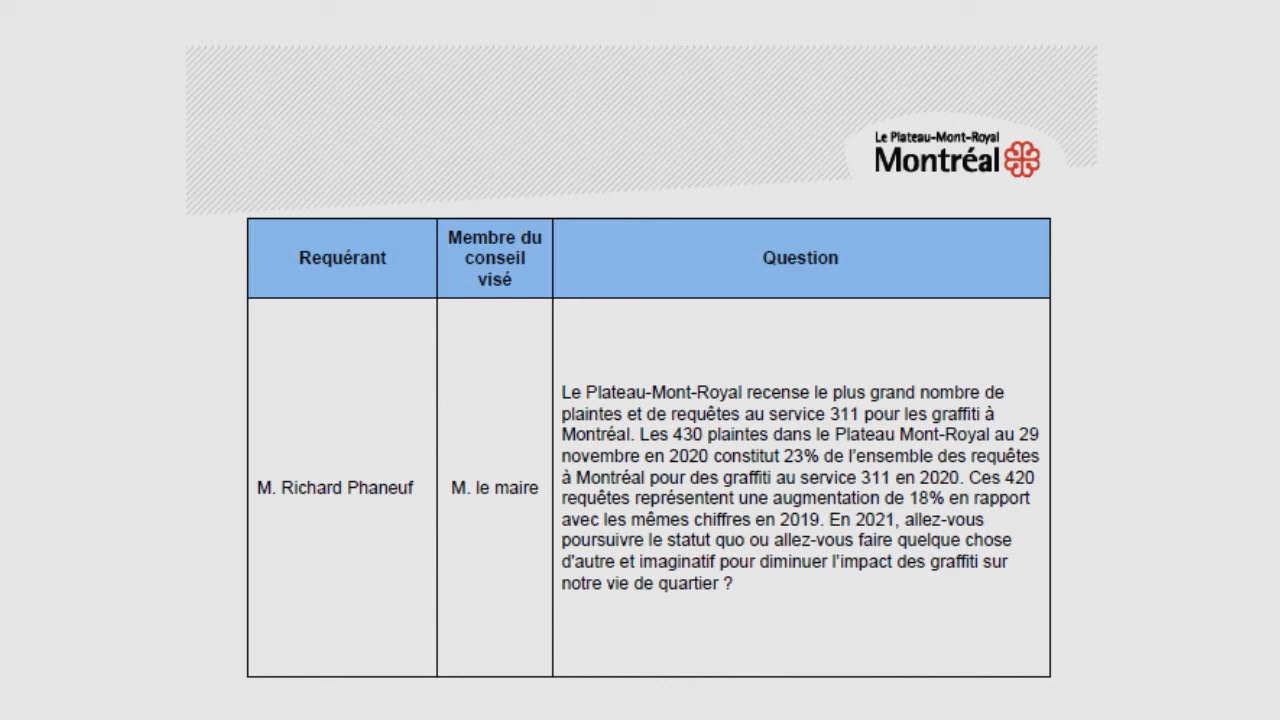 Le Plateau-Mont-Royal
Montréal
Requérant
Membre du
conseil
visé
Question
M. Richard Phaneuf
M. le maire
Le Plateau-Mont-Royal recense le plus grand nombre de
plaintes et de requêtes au service 311 pour les graffiti à
Montréal. Les 430 plaintes dans le Plateau Mont-Royal au 29
novembre en 2020 constitut 23% de l'ensemble des requêtes
à Montréal pour des graffiti au service 311 en 2020. Ces 420
requêtes représentent une augmentation de 18% en rapport
avec les mêmes chiffres en 2019. En 2021, allez-vous
poursuivre le statut quo ou allez-vous faire quelque chose
d'autre et imaginatif pour diminuer l'impact des graffiti sur
notre vie de quartier ?